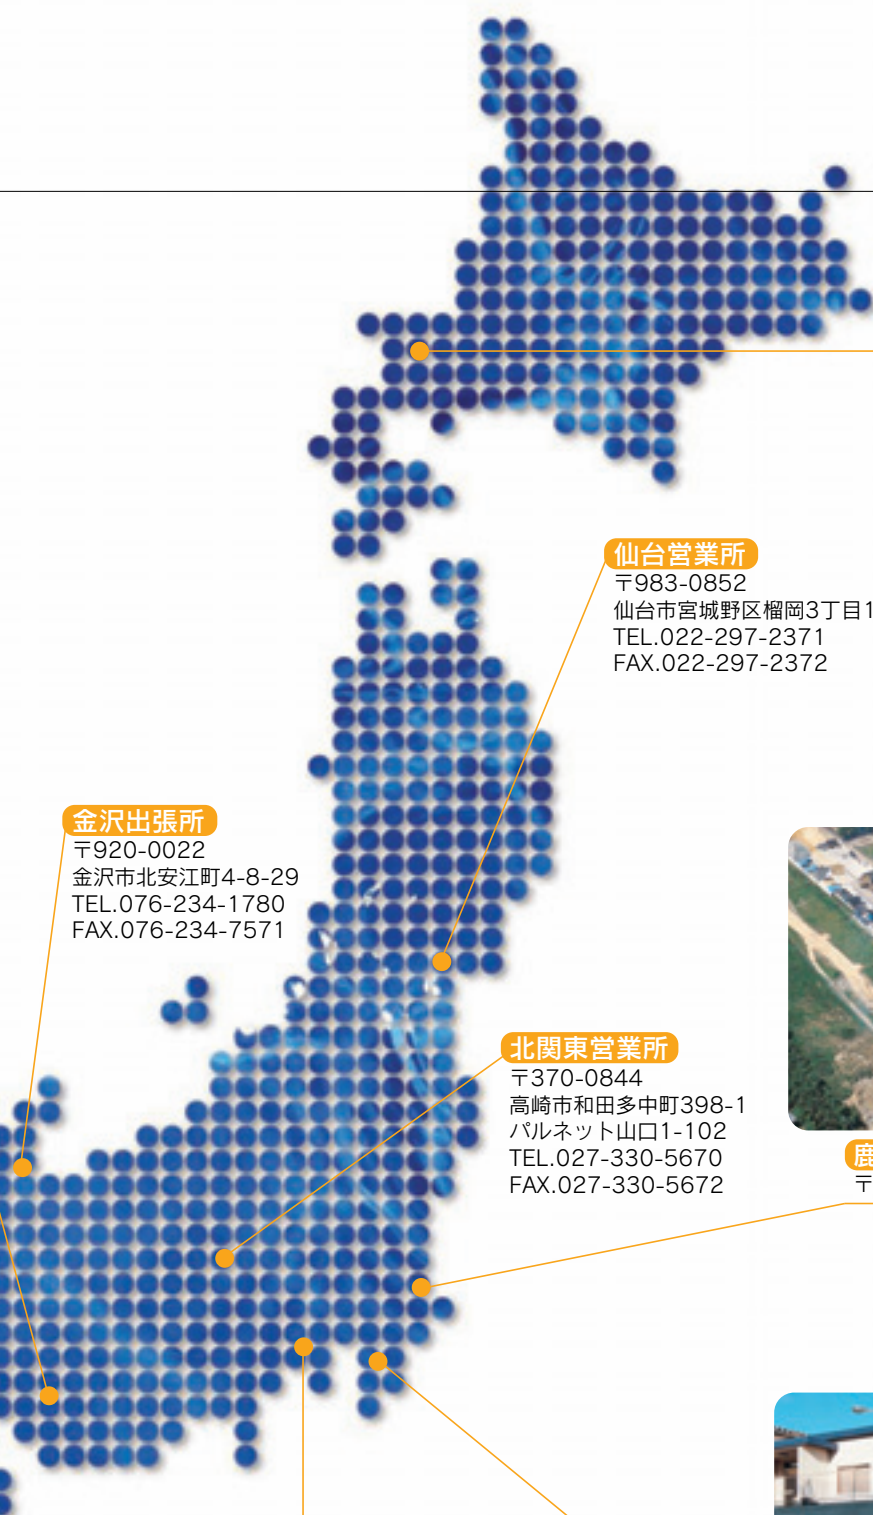 仙台営業所
〒983-0852
仙台市宮城野区榴岡3丁目1
TEL.022-297-2371
FAX.022-297-2372
金沢出張所
〒920-0022
金沢市北安江町4-8-29
TEL.076-234-1780
FAX.076-234-7571
北関東営業所
〒370-0844
高崎市和田多中町398-1
パルネット山口1-102
TEL.027-330-5670
FAX.027-330-5672
鹿
〒